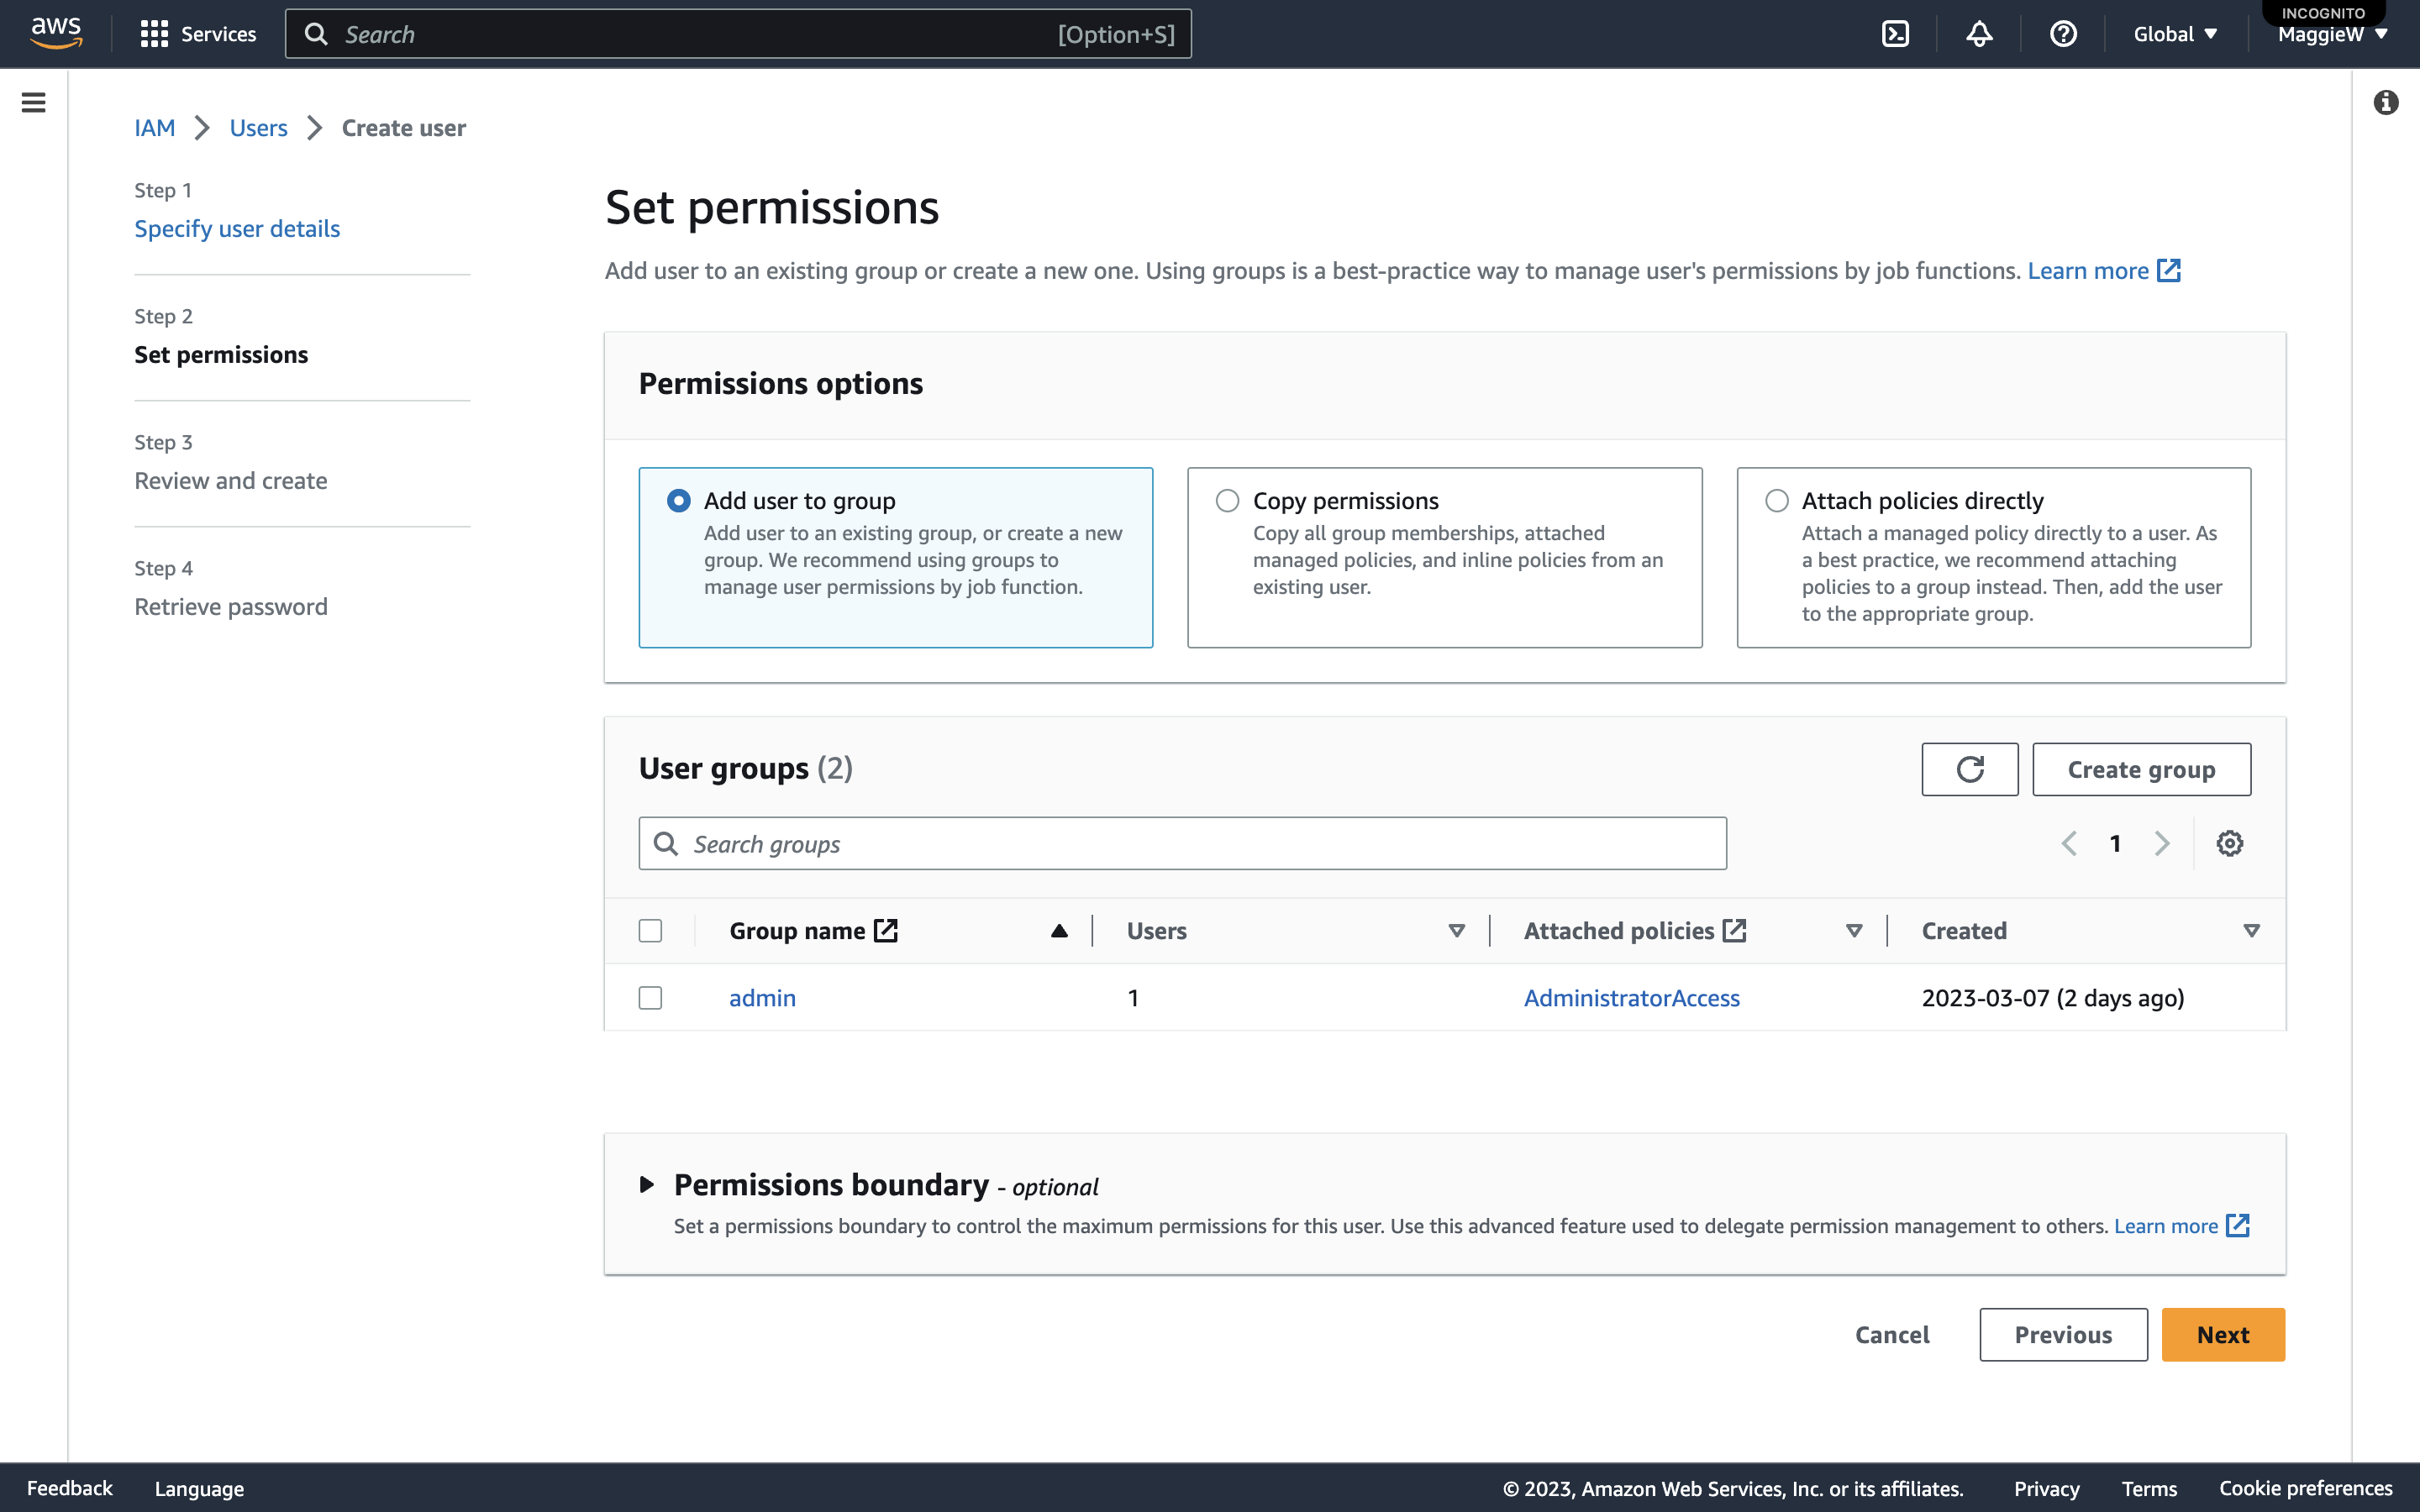 aws
Services
Search
[Option+S]
Global
INCOGNITO
MaggieW
IAM
Users
Create user
Step 1
Specify user details
Step 2
Set permissions
Step 3
Review and create
Step 4
Retrieve password
Set permissions
Add user to an existing group or create a new one. Using groups is a best-practice way to manage user's permissions by job functions. Learn more
Permissions options
Add user to group
Add user to an existing group, or create a new
group. We recommend using groups to
manage user permissions by job function.
Copy permissions
Copy all group memberships, attached
managed policies, and inline policies from an
existing user.
Attach policies directly
Attach a managed policy directly to a user. As
a best practice, we recommend attaching
policies to a group instead. Then, add the user
to the appropriate group.
User groups (2)
Create group
Search groups
1
Group name
Users
Attached policies
Created
admin
1
AdministratorAccess
2023-03-07 (2 days ago)
Permissions boundary - optional
Set a permissions boundary to control the maximum permissions for this user. Use this advanced feature used to delegate permission management to others. Learn more
Cancel
Previous
Next
Feedback
Language
© 2023, Amazon Web Services, Inc. or its affiliates.
Privacy
Terms
Cookie preferences